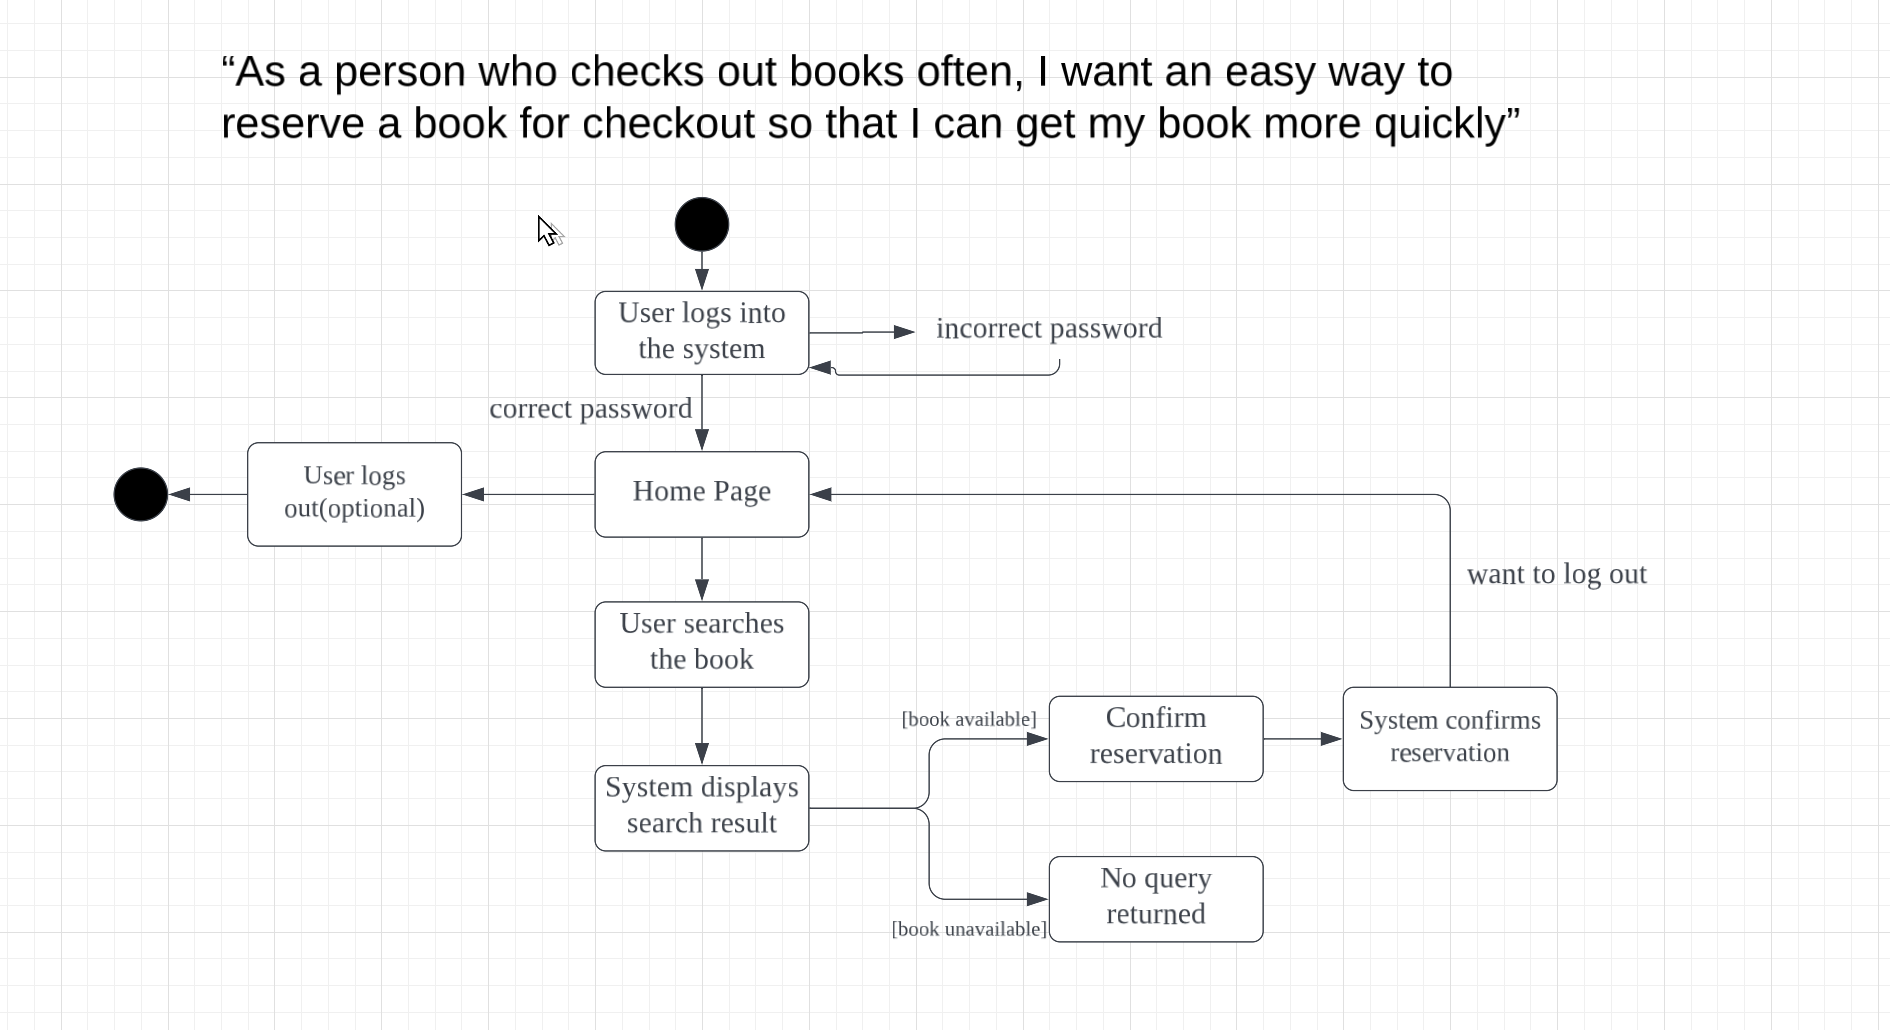 “As a person who checks out books often, I want an easy way to
reserve a book for checkout so that I can get my book more quickly”
User logs into
the system
incorrect password
correct password
User logs
out(optional)
Home Page
want to log out
User searches
the book
[book available]
Confirm
reservation
System confirms
reservation
System displays
search result
No query
returned
[book unavailable]